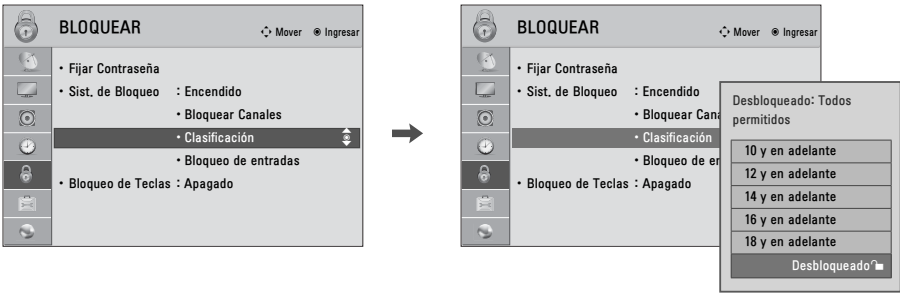 BLOQUEAR
Mover Ingresar
• Fijar Contraseña
• Sist. de Bloqueo : Encendido
• Bloquear Canales
• Clasificación
• Bloqueo de entradas
• Bloqueo de Teclas : Apagado
BLOQUEAR
Mover Ingresar
• Fijar Contraseña
• Sist. de Bloqueo : Encendido
• Bloquear Cana
• Clasificación
• Bloqueo de en
• Bloqueo de Teclas : Apagado
Desbloqueado: Todos
permitidos
10 y en adelante
12 y en adelante
14 y en adelante
16 y en adelante
18 y en adelante
Desbloqueado